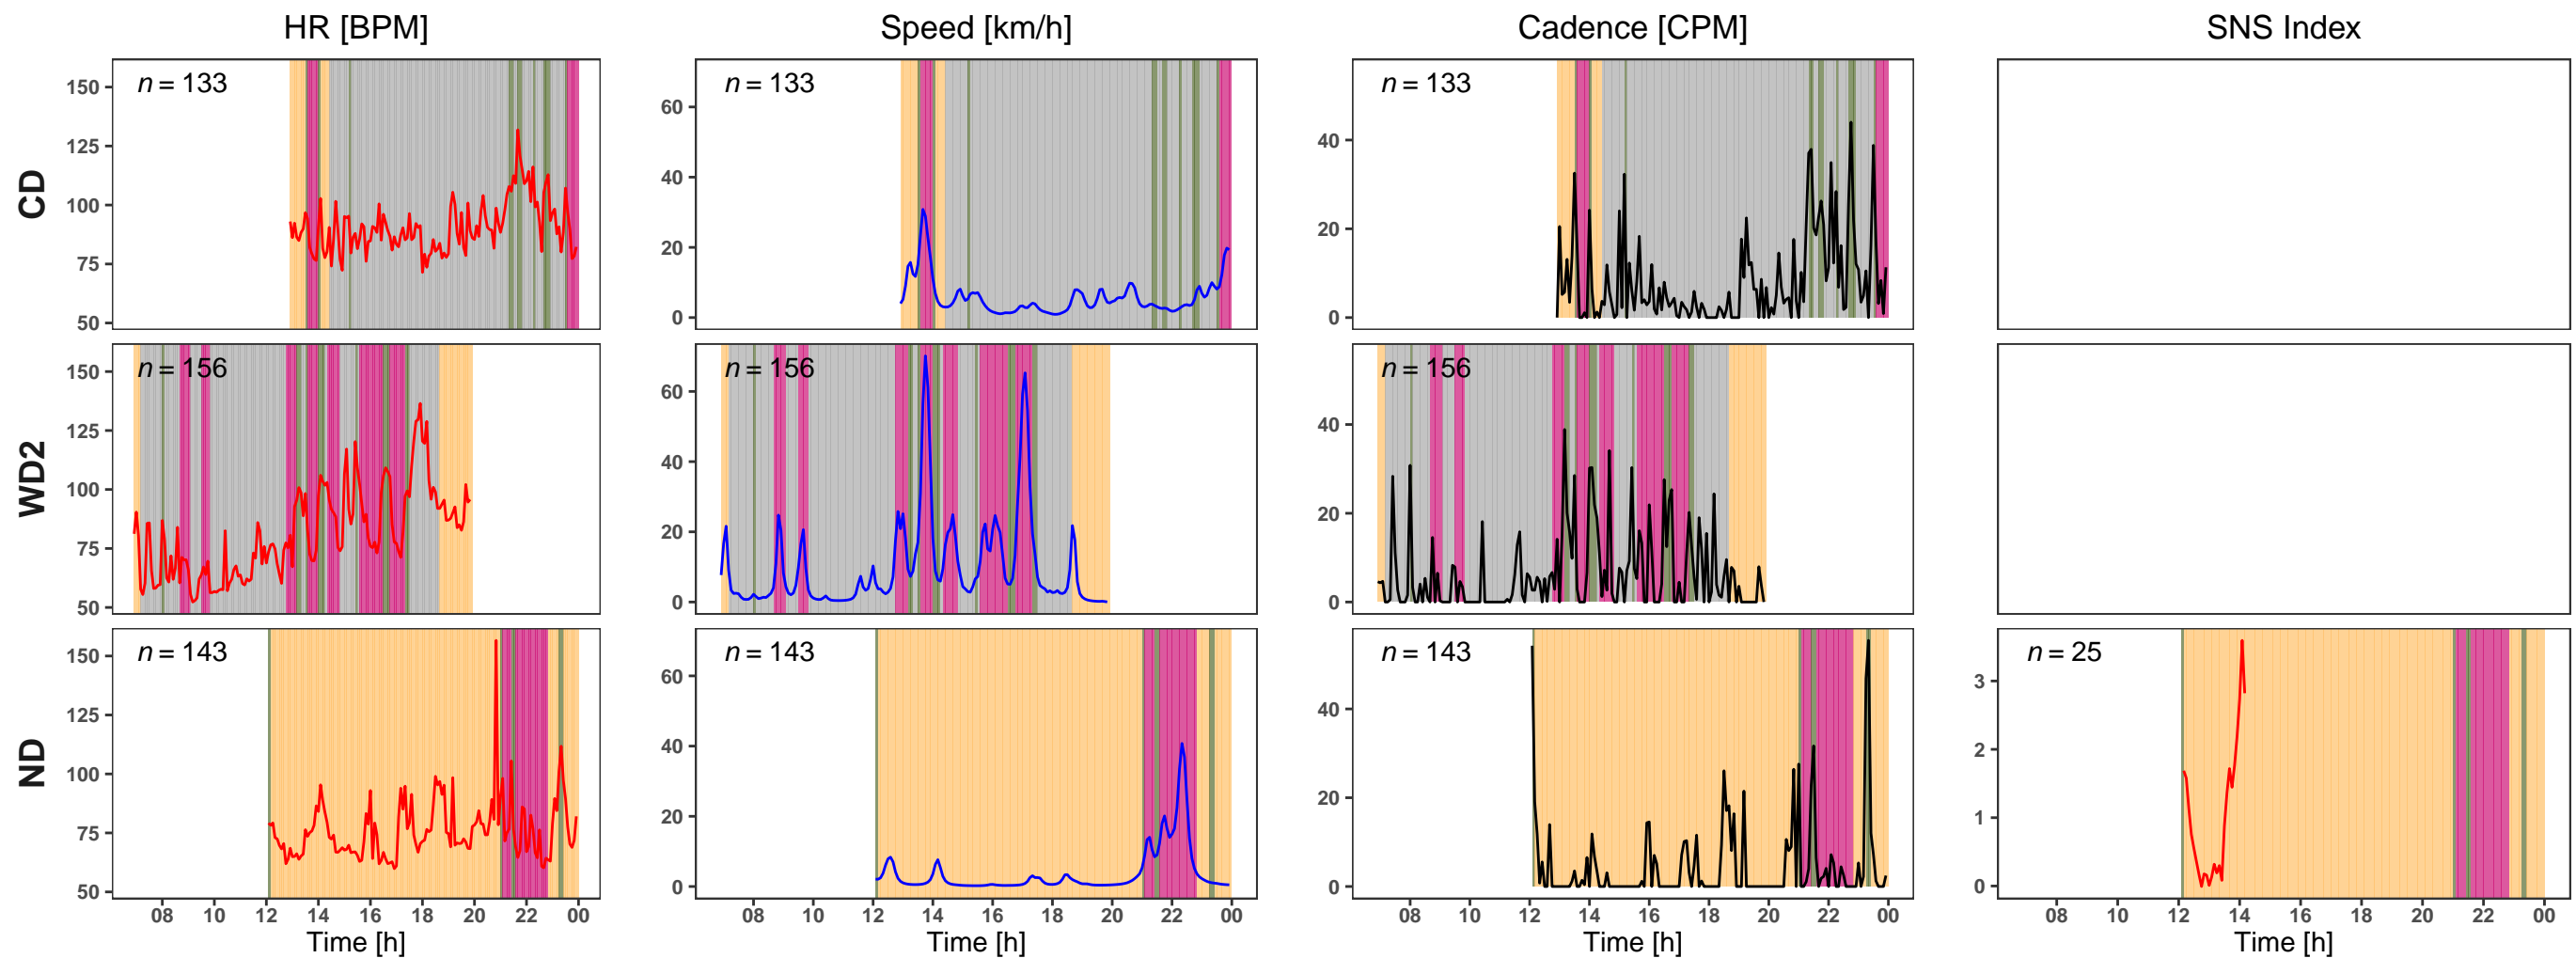 HR [BPM] Speed [km/h] Cadence [CPM] SNS Index
CD
150
125
100
75
50
n = 133
60
40
20
0
n = 133
40
20
0
n = 133
WD2
150
125
100
75
50
n = 156
60
40
20
0
n = 156
40
20
0
n = 156
ND
150
125
100
75
50
n = 143
60
40
20
0
n = 143
40
20
0
n = 143
3
2
1
0
n = 25
08 10 12 14 16 18 20 22 00
08 10 12 14 16 18 20 22 00
08 10 12 14 16 18 20 22 00
08 10 12 14 16 18 20 22 00
Time [h] Time [h] Time [h] Time [h]